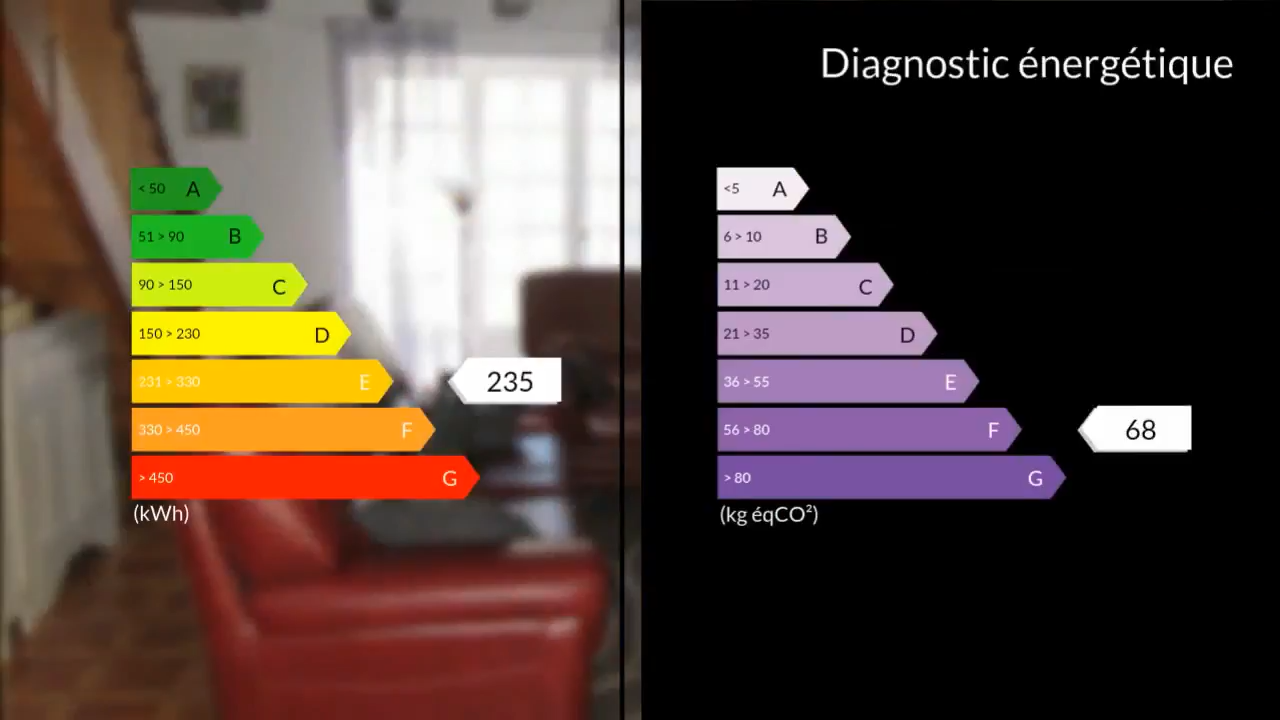 Diagnostic énergétique
< 50 A
51 > 90 B
90 > 150 C
150 > 230 D
231 > 330 E
235
330 > 450 F
> 450 G
(kWh)
<5 A
6 > 10 B
11 > 20 C
21 > 35 D
36 > 55 E
56 > 80 F
68
> 80 G
(kg éqCO²)